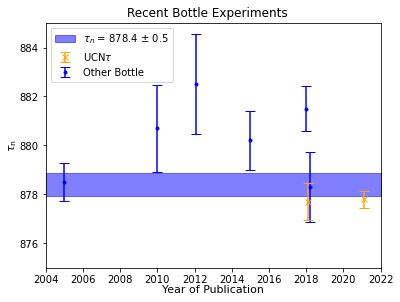 Recent Bottle Experiments
τₙ = 878.4 ± 0.5
UCNτ
Other Bottle
884
882
880
878
876
τₙ
2004 2006 2008 2010 2012 2014 2016 2018 2020 2022
Year of Publication